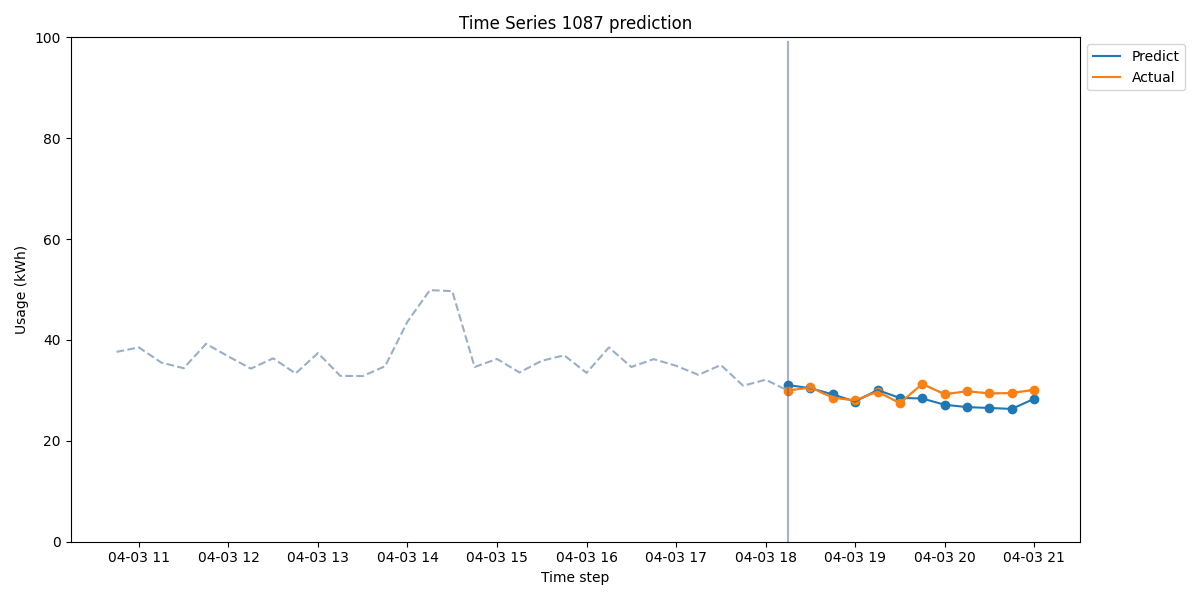 Time Series 1087 prediction
Predict
Actual
Usage (kWh)
100
80
60
40
20
0
04-03 11 04-03 12 04-03 13 04-03 14 04-03 15 04-03 16 04-03 17 04-03 18 04-03 19 04-03 20 04-03 21
Time step